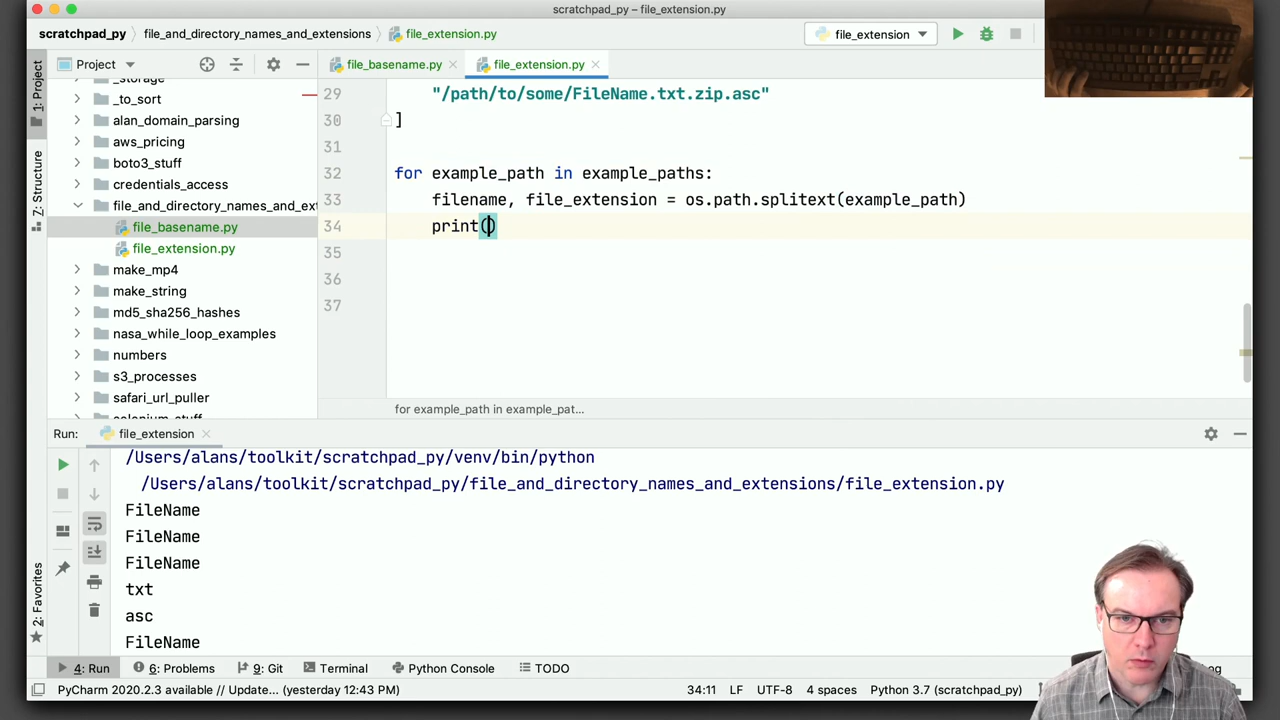 scratchpad_py – file_extension.py
scratchpad_py
file_and_directory_names_and_extensions
file_extension.py
file_extension
1: Project
Project
file_basename.py
file_extension.py
_storage
_to_sort
alan_domain_parsing
aws_pricing
boto3_stuff
credentials_access
file_and_directory_names_and_ext
file_basename.py
file_extension.py
make_mp4
make_string
md5_sha256_hashes
nasa_while_loop_examples
numbers
s3_processes
safari_url_puller
selenium_stuff
Z: Structure
2: Favorites
29 "/path/to/some/FileName.txt.zip.asc"
30 ]
31
32 for example_path in example_paths:
33 filename, file_extension = os.path.splitext(example_path)
34 print()
35
36
37
for example_path in example_pat...
Run: file_extension
/Users/alans/toolkit/scratchpad_py/venv/bin/python
/Users/alans/toolkit/scratchpad_py/file_and_directory_names_and_extensions/file_extension.py
FileName
FileName
FileName
txt
asc
FileName
4: Run 6: Problems 9: Git Terminal Python Console TODO
PyCharm 2020.2.3 available // Update... (yesterday 12:43 PM) 34:11 LF UTF-8 4 spaces Python 3.7 (scratchpad_py)